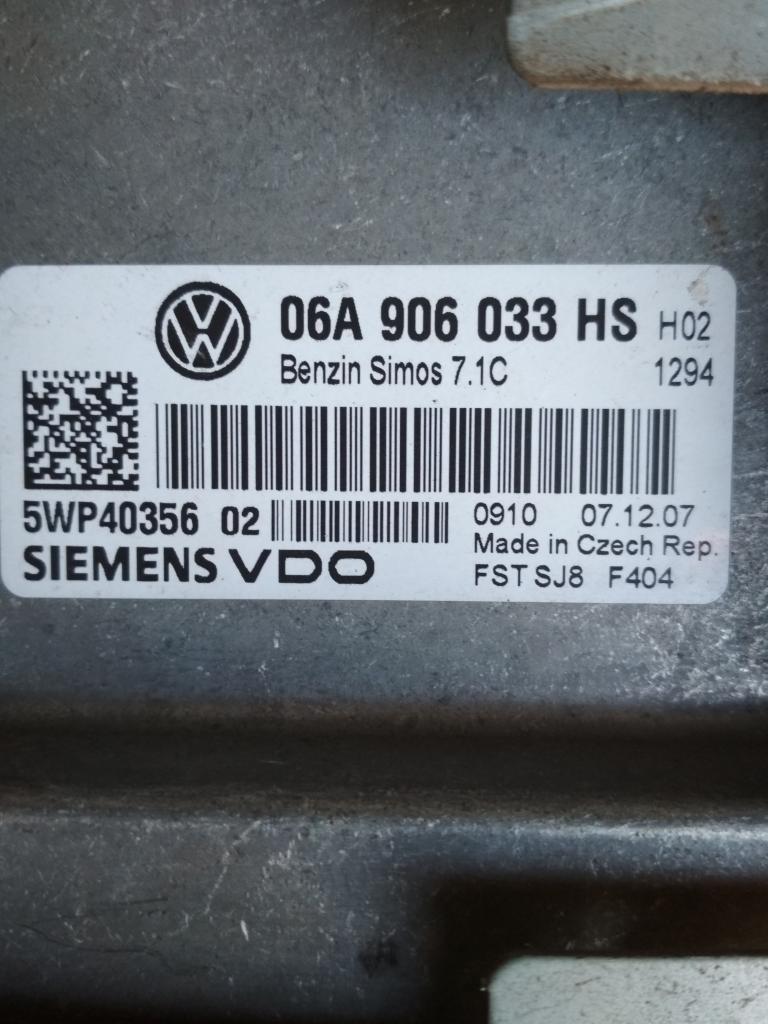 06A 906 033 HS H02
Benzin Simos 7.1C 1294
5WP40356 02 0910 07.12.07
Made in Czech Rep.
SIEMENS VDO FST SJ8 F404